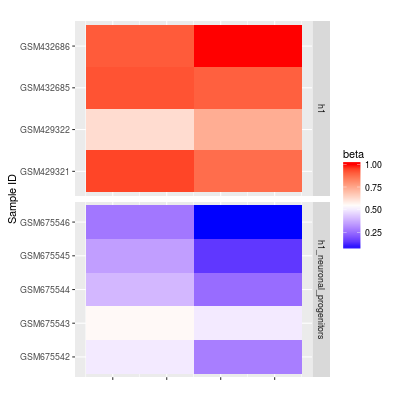 GSM432686
GSM432685
GSM429322
GSM429321
h1
GSM675546
GSM675545
GSM675544
GSM675543
GSM675542
h1_neuronal_progenitors
Sample ID
beta
1.00
0.75
0.50
0.25